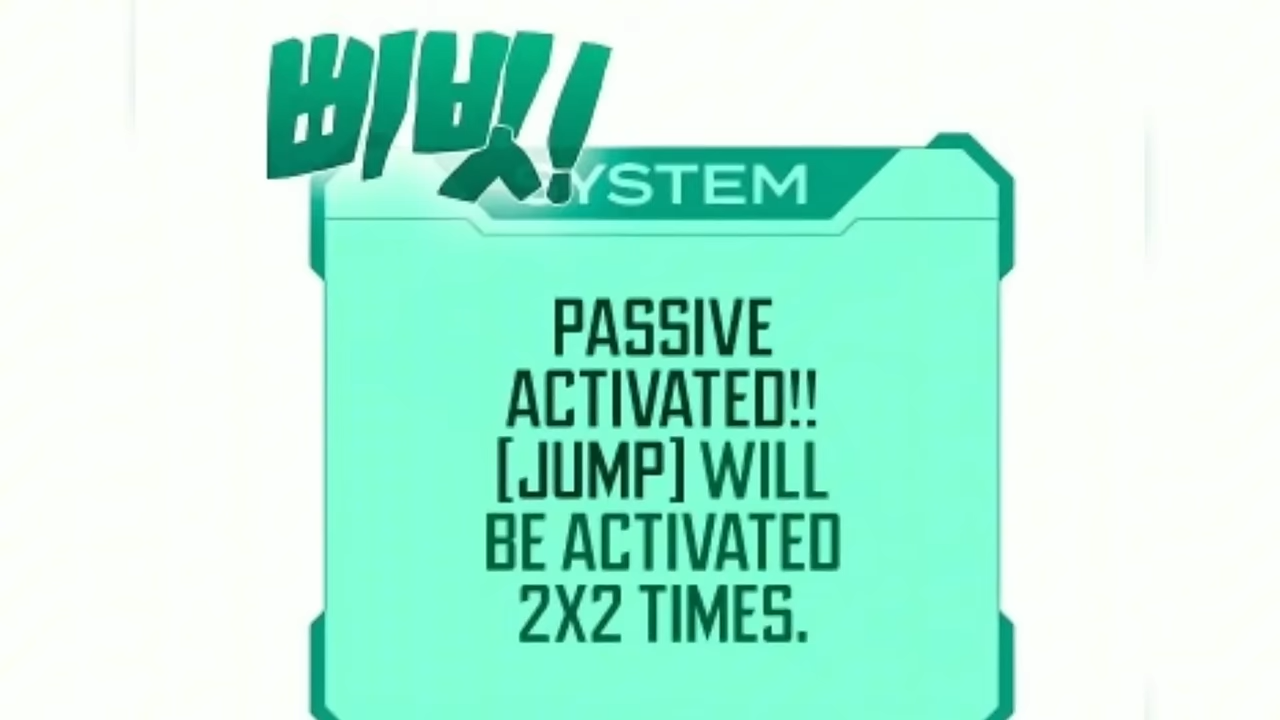 삐빗!
SYSTEM
PASSIVE
ACTIVATED!!
[JUMP] WILL
BE ACTIVATED
2X2 TIMES.